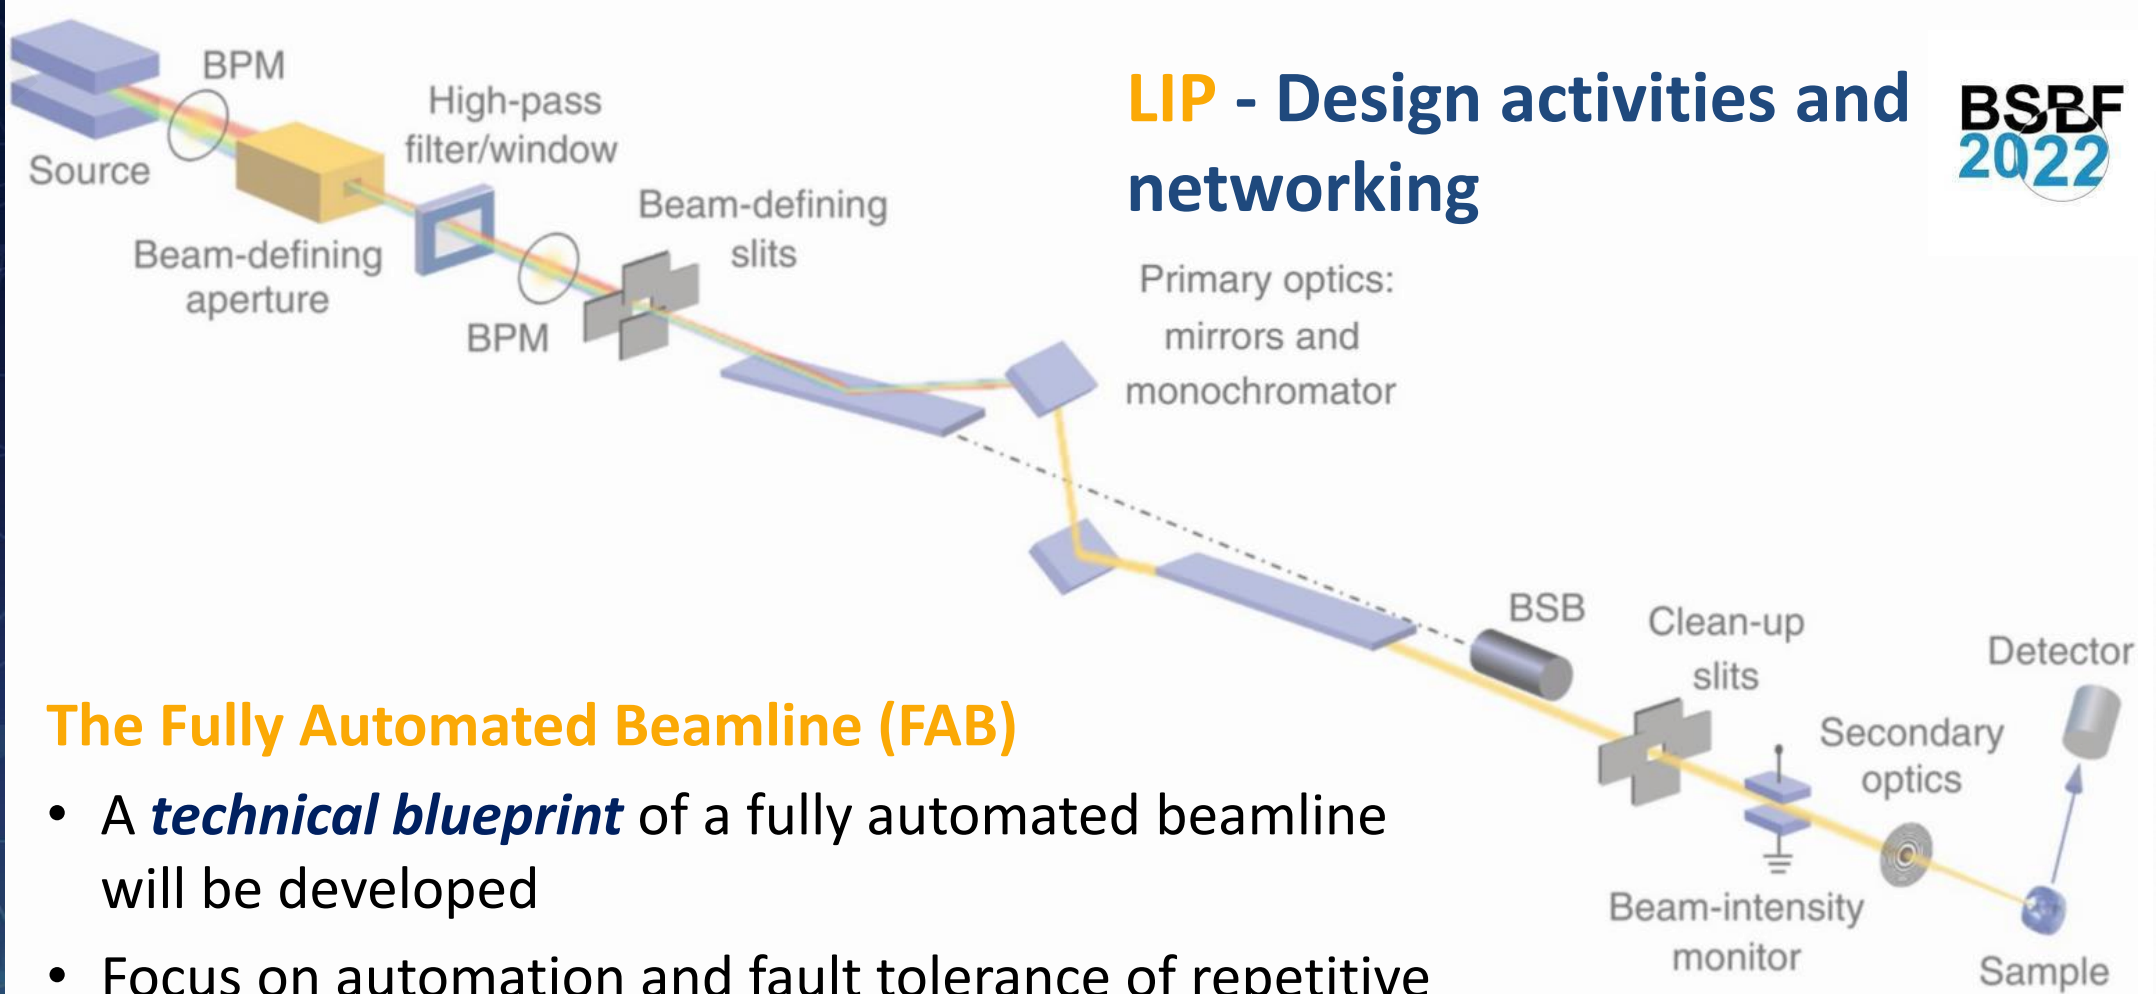 LIP - Design activities and
networking
BSBF
2022
BPM
Source
High-pass
filter/window
Beam-defining
aperture
BPM
Beam-defining
slits
Primary optics:
mirrors and
monochromator
BSB
Clean-up
slits
Detector
Secondary
optics
Beam-intensity
monitor
Sample
The Fully Automated Beamline (FAB)
• A technical blueprint of a fully automated beamline
will be developed
• Focus on automation and fault tolerance of repetitive